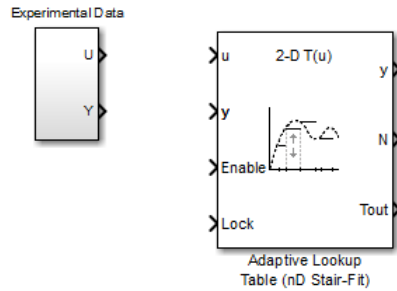 Experimental Data
U
Y
u
2-D T(u)
y
y
N
Enable
Tout
Lock
Adaptive Lookup
Table (nD Stair-Fit)